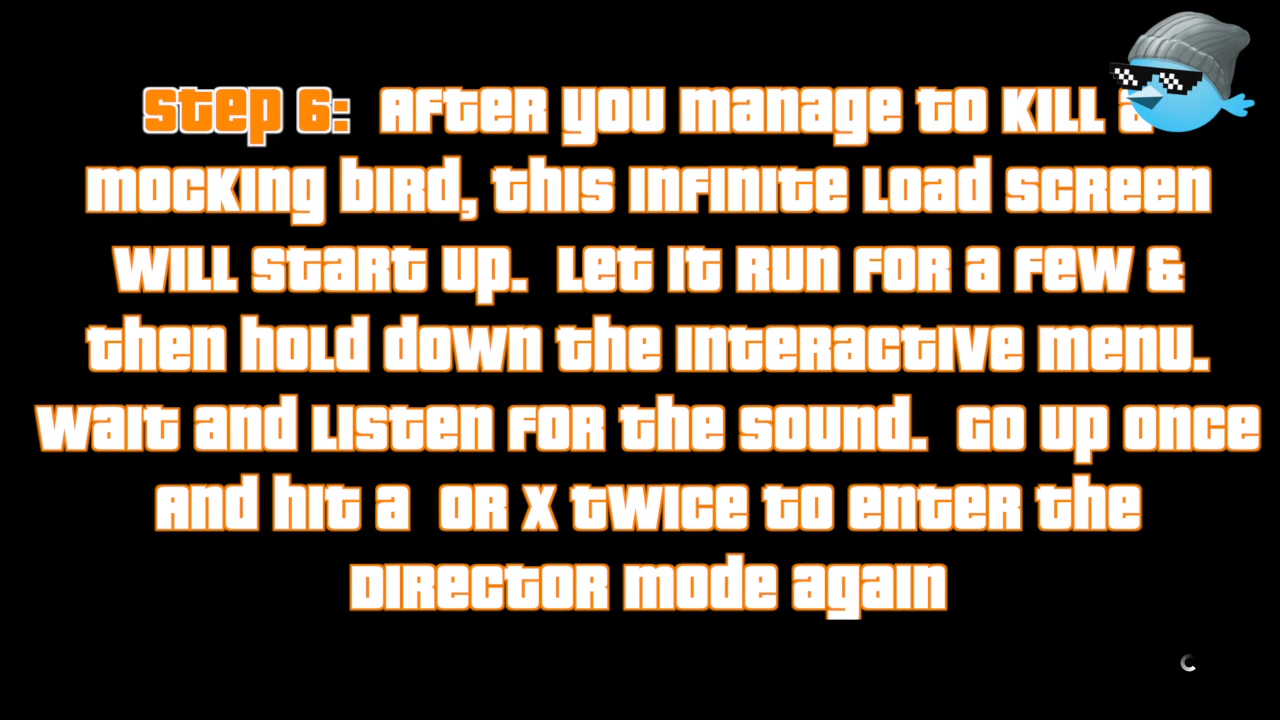 Step 6: After you manage to kill a
mocking bird, this infinite load screen
will start up. Let it run for a few &
then hold down the interactive menu.
Wait and listen for the sound. Go up once
and hit a or x twice to enter the
director mode again